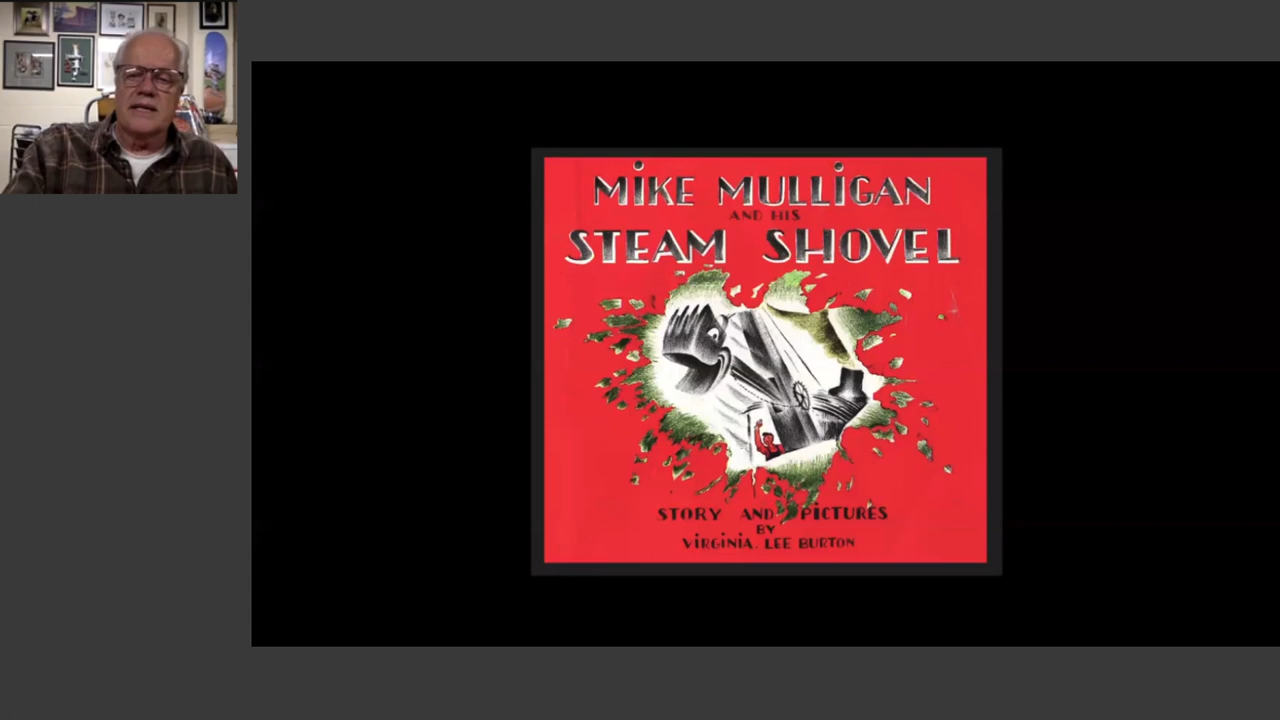 MiKE MULLiGAN
AND HIS
STEAM SHOVEL
STORY AND PiCTURES
BY
ViRGiNiA LEE BURTON